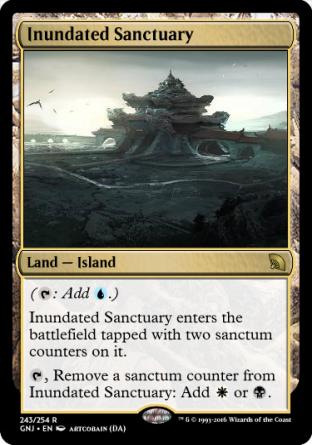 Inundated Sanctuary
Land — Island
(T: Add .)
Inundated Sanctuary enters the
battlefield tapped with two sanctum
counters on it.
, Remove a sanctum counter from
Inundated Sanctuary: Add or .
243/254 R
GNJ • EN ARTCOBAIN (DA)
™ & © 1993-2016 Wizards of the Coast